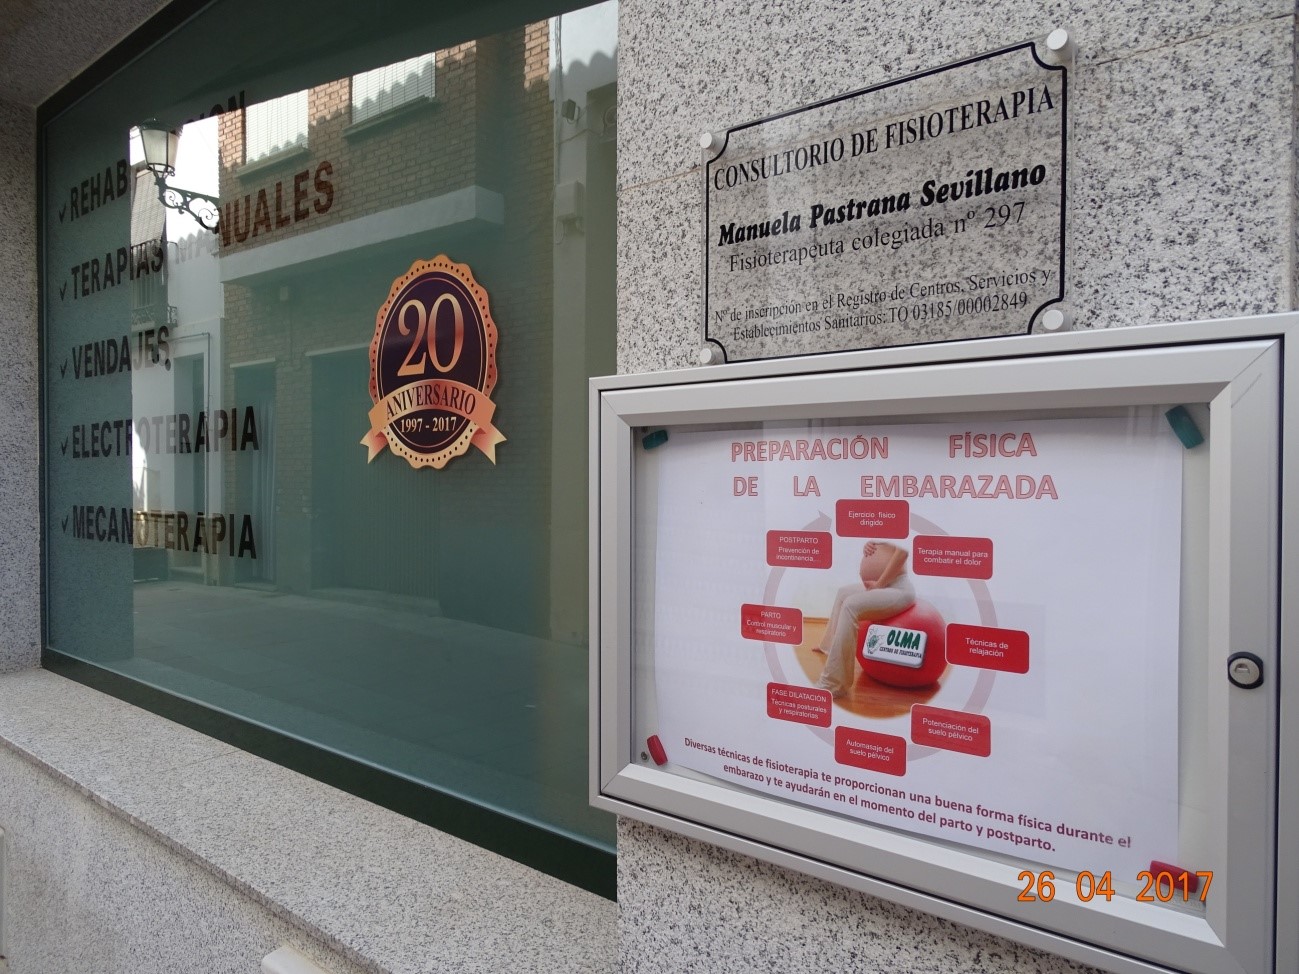 REHABILITACION
TERAPIAS MANUALES
VENDAJES
ELECTROTERAPIA
MECANOTERAPIA
20
ANIVERSARIO
1997 - 2017
CONSULTORIO DE FISIOTERAPIA
Manuela Pastrana Sevillano
Fisioterapeuta colegiada nº 297
Nº de inscripcion en el Registro de Centros, Servicios y
Establecimientos Sanitarios: TO 03185/00002849
PREPARACIÓN FÍSICA
DE LA EMBARAZADA
Ejercicio físico
dirigido
Terapia manual para
combatir el dolor
Técnicas de
relajación
Potenciación del
suelo pélvico
Automasaje del
suelo pélvico
FASE DILATACIÓN
Técnicas posturales
y respiratorias
PARTO
Control muscular y
respiratorio
POSTPARTO
Prevención de
incontinencia...
OLMA
CENTRO DE FISIOTERAPIA
Diversas técnicas de fisioterapia te proporcionan una buena forma física durante el
embarazo y te ayudarán en el momento del parto y postparto.
26 04 2017